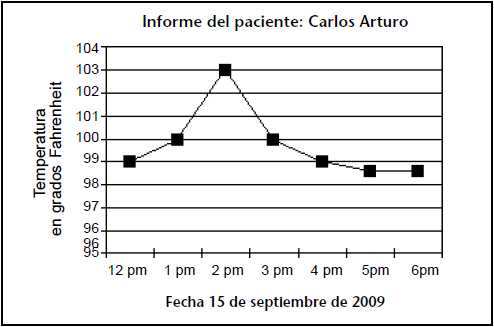 Informe del paciente: Carlos Arturo
Temperatura
en grados Fahrenheit
104
103
102
101
100
99
98
97
96
96
95
12 pm 1 pm 2 pm 3 pm 4 pm 5pm 6pm
Fecha 15 de septiembre de 2009